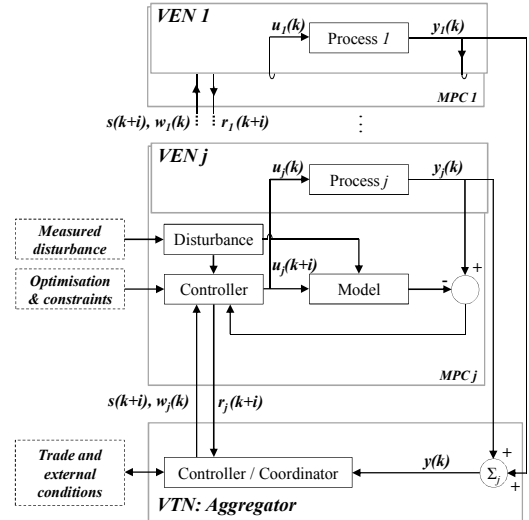 VEN 1
u1(k)
Process 1
y1(k)
MPC 1
s(k+i), w1(k)
r1(k+i)
⋮
VEN j
uj(k)
Process j
yj(k)
Measured
disturbance
Disturbance
uj(k+i)
+
Optimisation
& constraints
Controller
Model
-
MPC j
s(k+i), wj(k)
rj(k+i)
Trade and
external
conditions
Controller / Coordinator
y(k)
+
Σj
+
VTN: Aggregator